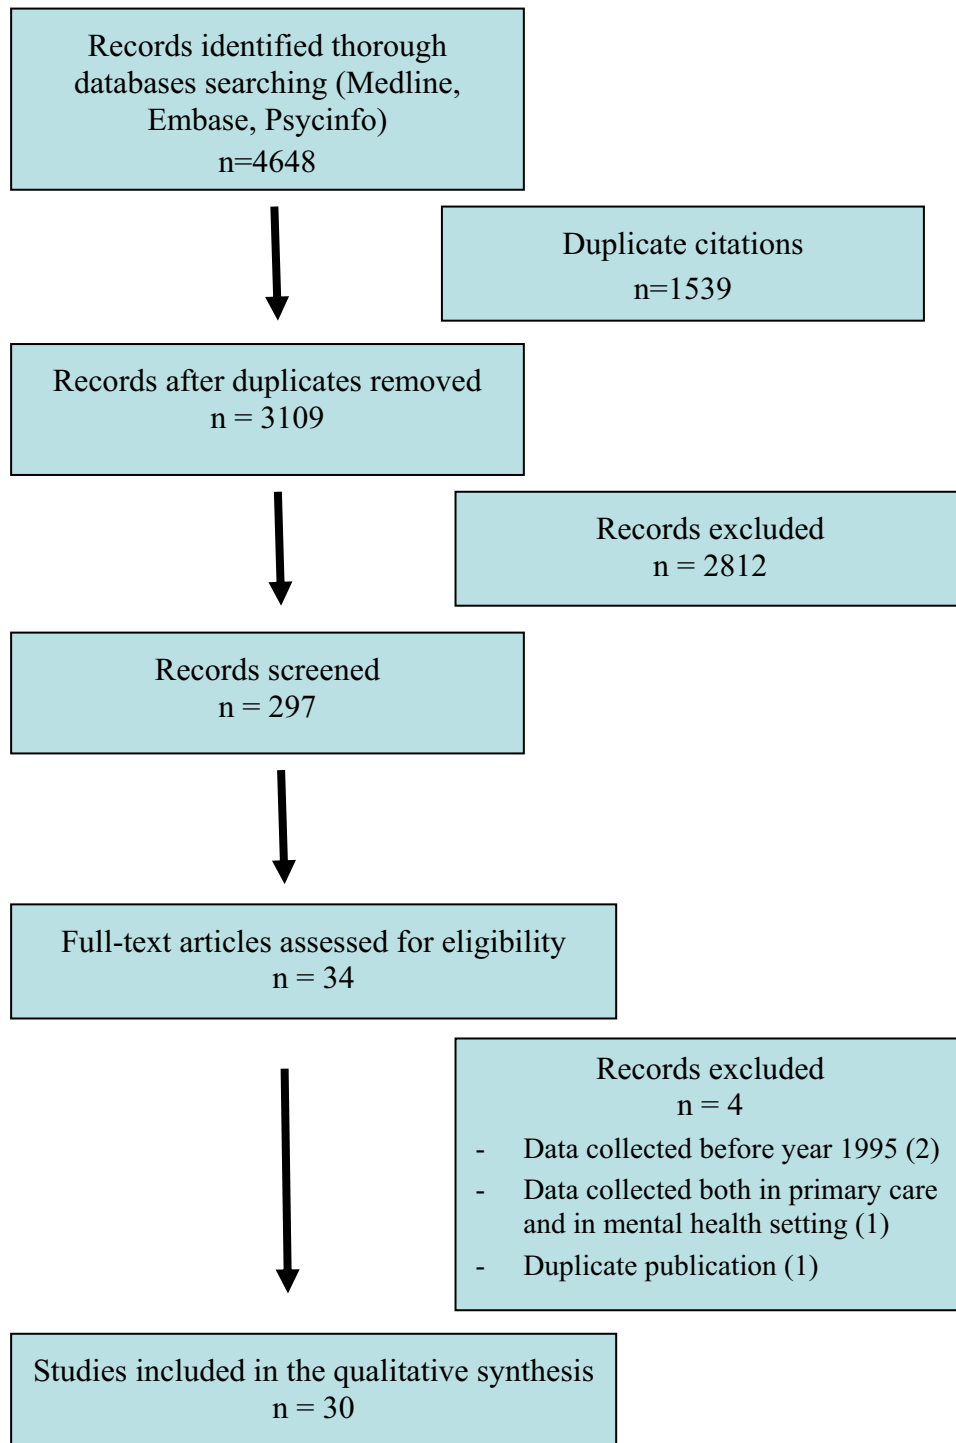 Records identified thorough
databases searching (Medline,
Embase, Psycinfo)
n=4648
Duplicate citations
n=1539
Records after duplicates removed
n = 3109
Records excluded
n = 2812
Records screened
n = 297
Full-text articles assessed for eligibility
n = 34
Records excluded
n = 4
- Data collected before year 1995 (2)
- Data collected both in primary care
and in mental health setting (1)
- Duplicate publication (1)
Studies included in the qualitative synthesis
n = 30